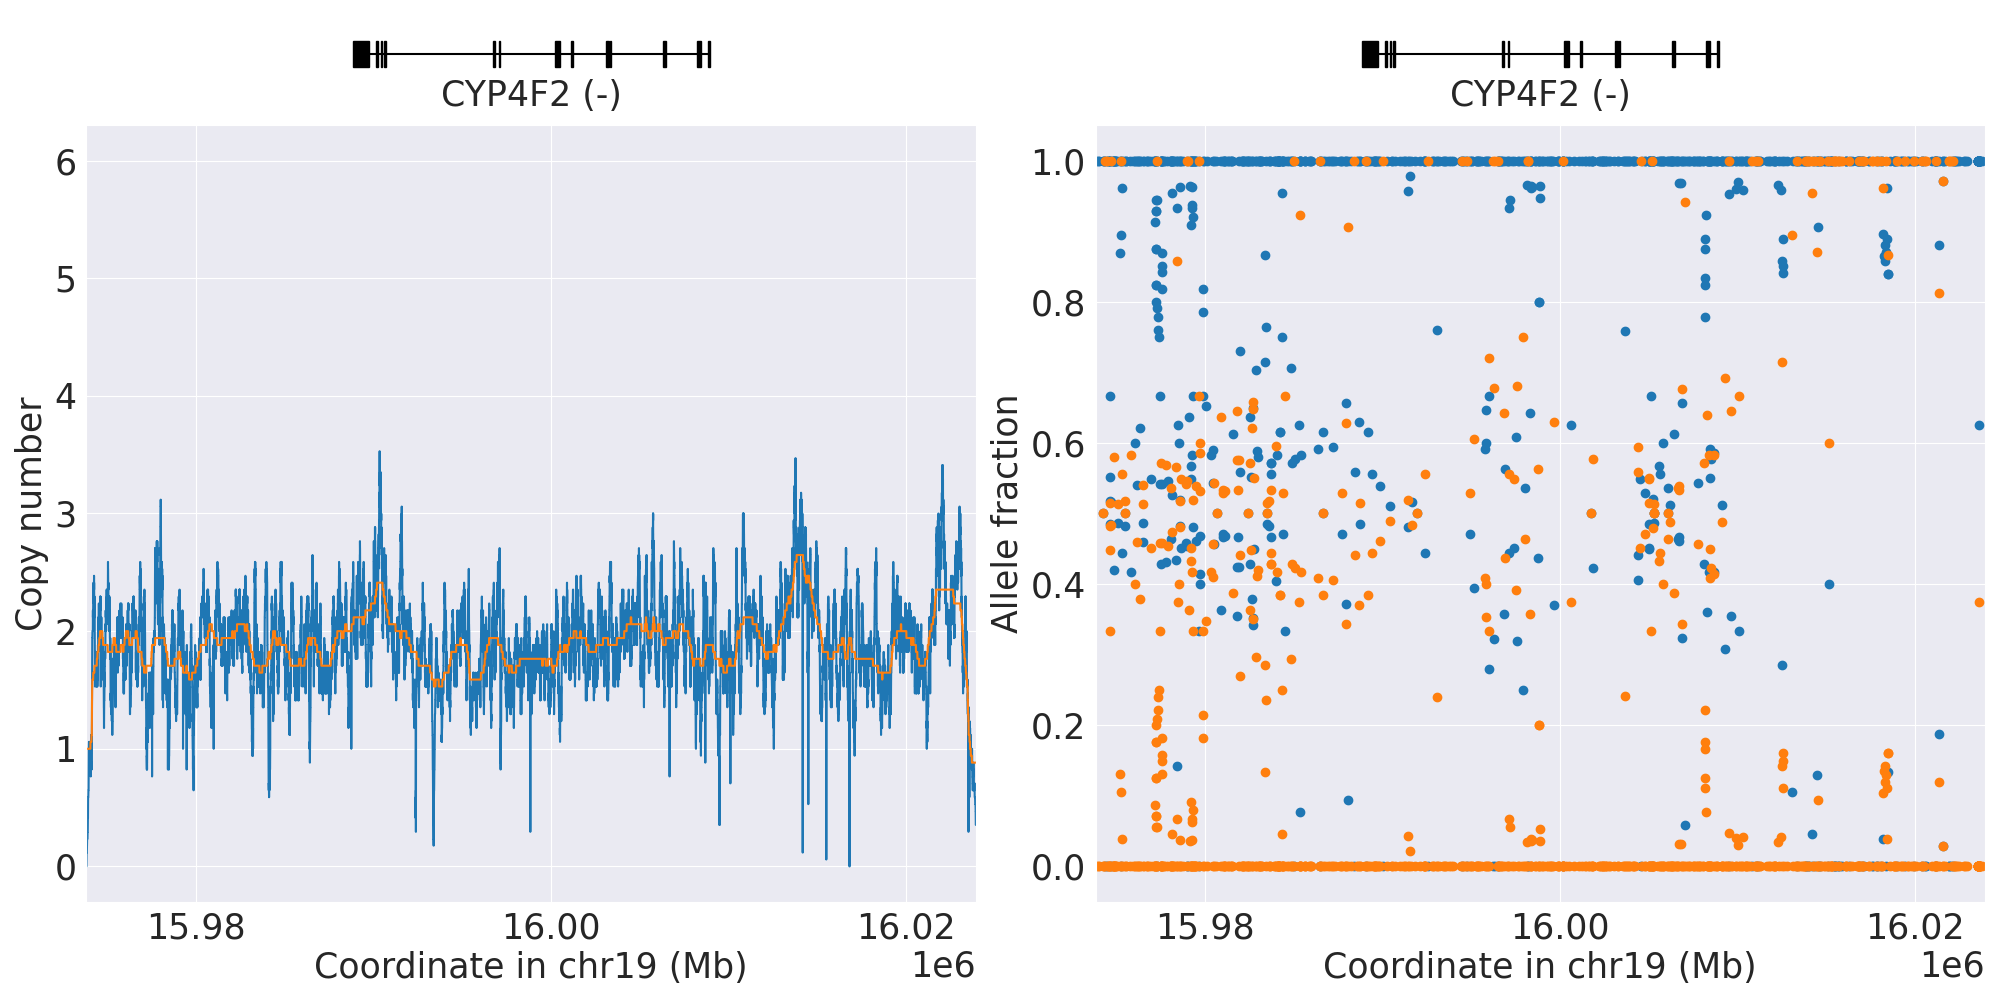 CYP4F2 (-)
6
5
4
3
2
1
0
Copy number
15.98
16.00
16.02
Coordinate in chr19 (Mb)
1e6
CYP4F2 (-)
1.0
0.8
0.6
0.4
0.2
0.0
Allele fraction
15.98
16.00
16.02
Coordinate in chr19 (Mb)
1e6